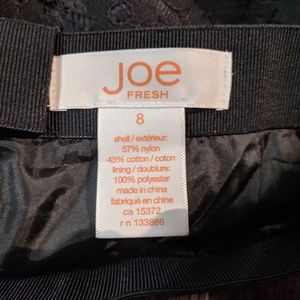 joe
FRESH
8
shell / extérieur:
57% nylon
43% cotton / coton
lining / doublure:
100% polyester
made in china
fabriqué en chine
ca 15372
r n 133886